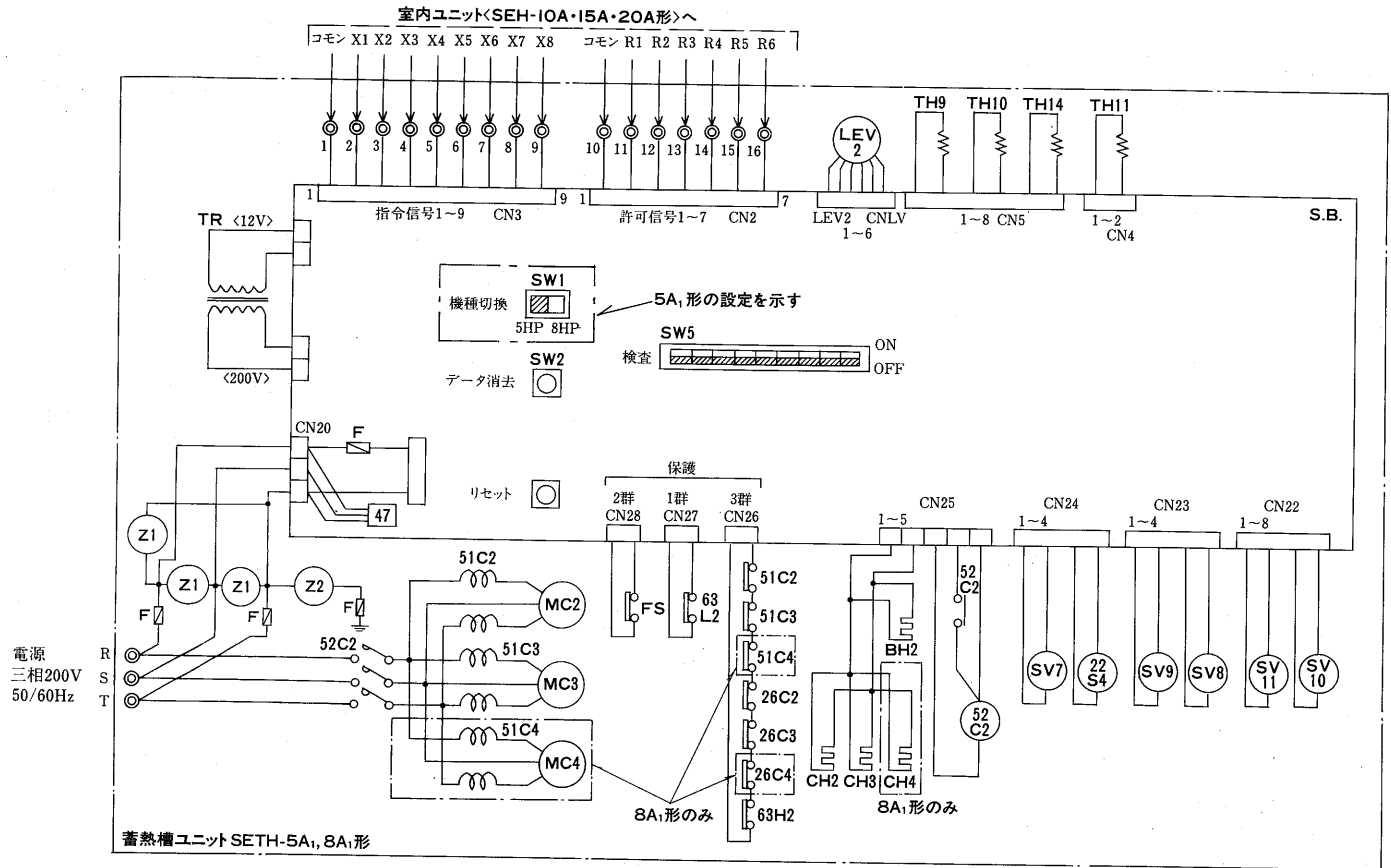 室内ユニット<SEH-10A・15A・20A形>へ
コモン X1 X2 X3 X4 X5 X6 X7 X8 コモン R1 R2 R3 R4 R5 R6
TH9 TH10 TH14 TH11
LEV
2
1 2 3 4 5 6 7 8 9 10 11 12 13 14 15 16
1 9 1 7
指令信号1~9 CN3 許可信号1~7 CN2
LEV2 CNLV
1~6
1~8 CN5
1~2
CN4
S.B.
TR <12V>
<200V>
SW1
機種切換
5HP 8HP
5A₁形の設定を示す
SW5
検査
ON
OFF
SW2
データ消去
CN20
F
47
リセット
保護
2群
CN28
1群
CN27
3群
CN26
CN25
1~5
CN24
1~4
CN23
1~4
CN22
1~8
Z1
Z1 Z1 Z2
F F F
51C2
MC2
51C3
MC3
51C4
MC4
52C2
FS
63
L2
51C2
51C3
51C4
26C2
26C3
26C4
63H2
8A₁形のみ
52
C2
BH2
CH2 CH3 CH4
8A₁形のみ
52
C2
SV7
22
S4
SV9
SV8
SV
11
SV
10
電源
三相200V
50/60Hz
R
S
T
蓄熱槽ユニット SETH-5A₁, 8A₁形